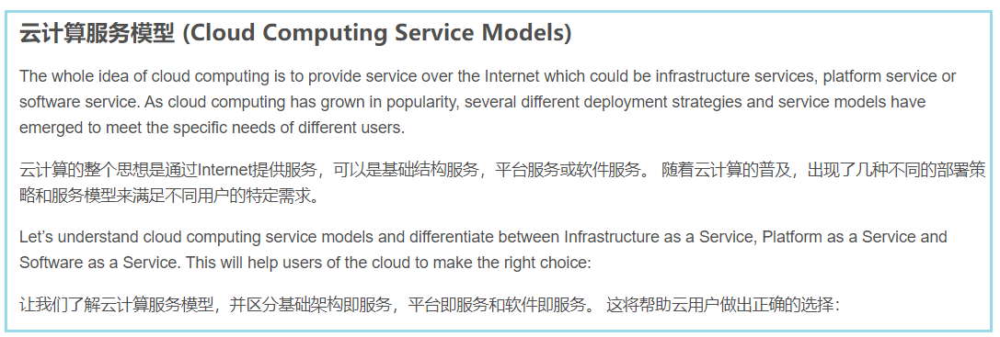 云计算服务模型 (Cloud Computing Service Models)
The whole idea of cloud computing is to provide service over the Internet which could be infrastructure services, platform service or
software service. As cloud computing has grown in popularity, several different deployment strategies and service models have
emerged to meet the specific needs of different users.
云计算的整个思想是通过Internet提供服务，可以是基础结构服务，平台服务或软件服务。 随着云计算的普及，出现了几种不同的部署策
略和服务模型来满足不同用户的特定需求。
Let’s understand cloud computing service models and differentiate between Infrastructure as a Service, Platform as a Service and
Software as a Service. This will help users of the cloud to make the right choice:
让我们了解云计算服务模型，并区分基础架构即服务，平台即服务和软件即服务。 这将帮助云用户做出正确的选择：